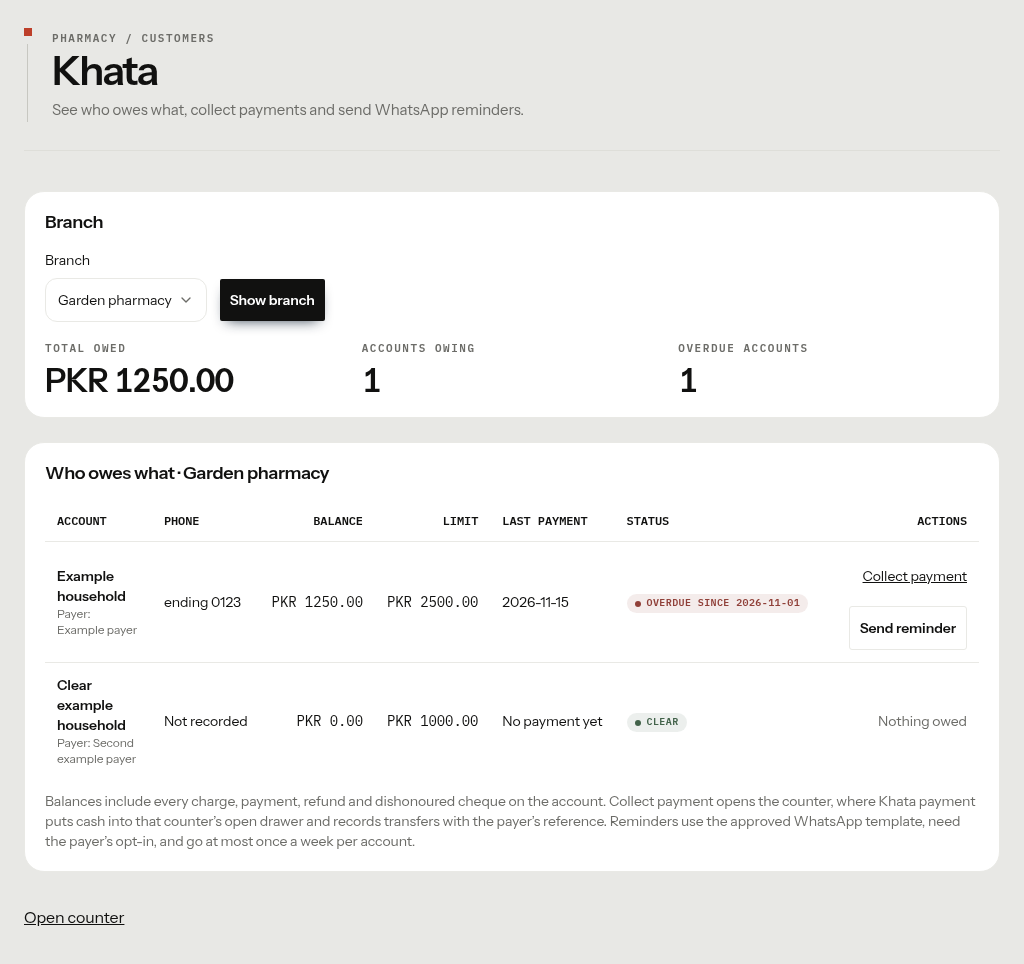 PHARMACY / CUSTOMERS
Khata
See who owes what, collect payments and send WhatsApp reminders.
Branch
Branch
Garden pharmacy
Show branch
TOTAL OWED
ACCOUNTS OWING
OVERDUE ACCOUNTS
PKR 1250.00
1
1
Who owes what · Garden pharmacy
ACCOUNT PHONE BALANCE LIMIT LAST PAYMENT STATUS ACTIONS
Example
household
Payer:
Example payer
ending 0123
PKR 1250.00
PKR 2500.00
2026-11-15
OVERDUE SINCE 2026-11-01
Collect payment
Send reminder
Clear
example
household
Payer: Second
example payer
Not recorded
PKR 0.00
PKR 1000.00
No payment yet
CLEAR
Nothing owed
Balances include every charge, payment, refund and dishonoured cheque on the account. Collect payment opens the counter, where Khata payment
puts cash into that counter’s open drawer and records transfers with the payer’s reference. Reminders use the approved WhatsApp template, need
the payer’s opt-in, and go at most once a week per account.
Open counter